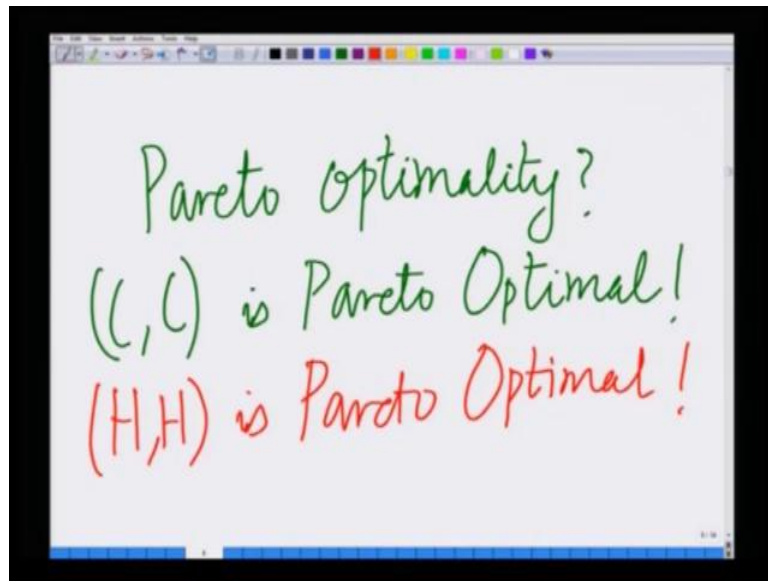 Pareto optimality?
(C,C) is Pareto Optimal!
(H,H) is Pareto Optimal!